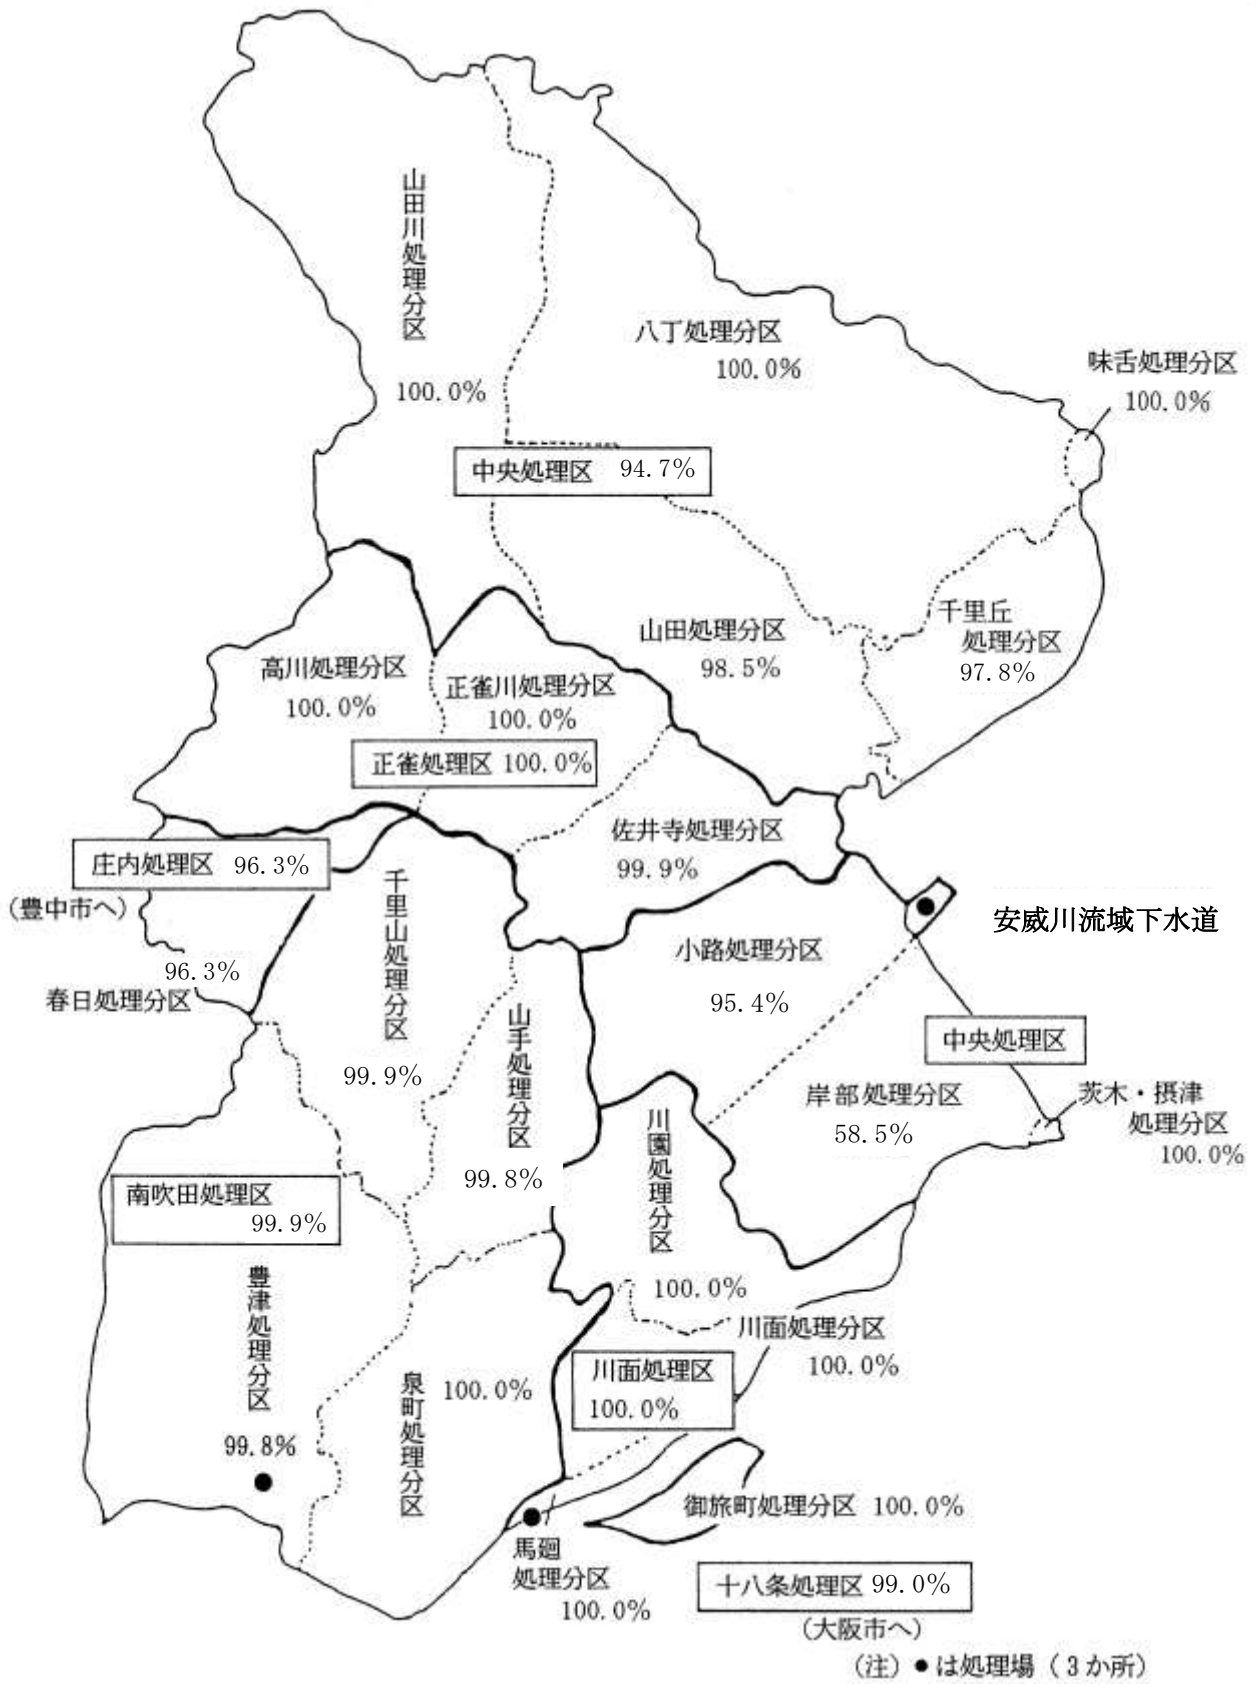 山田川処理分区
100.0%
八丁処理分区
100.0%
味舌処理分区
100.0%
中央処理区 94.7%
千里丘
処理分区
97.8%
山田処理分区
98.5%
高川処理分区
100.0%
正雀川処理分区
100.0%
正雀処理区 100.0%
佐井寺処理分区
99.9%
庄内処理区 96.3%
(豊中市へ)
96.3%
春日処理分区
千里山処理分区
99.9%
安威川流域下水道
小路処理分区
95.4%
山手処理分区
99.8%
中央処理区
岸部処理分区
58.5%
茨木・摂津
処理分区
100.0%
川園処理分区
100.0%
南吹田処理区
99.9%
豊津処理分区
99.8%
泉町処理分区
100.0%
川面処理分区
100.0%
川面処理区
100.0%
御旅町処理分区 100.0%
馬廻
処理分区
100.0%
十八条処理区 99.0%
(大阪市へ)
(注) ●は処理場（3か所）